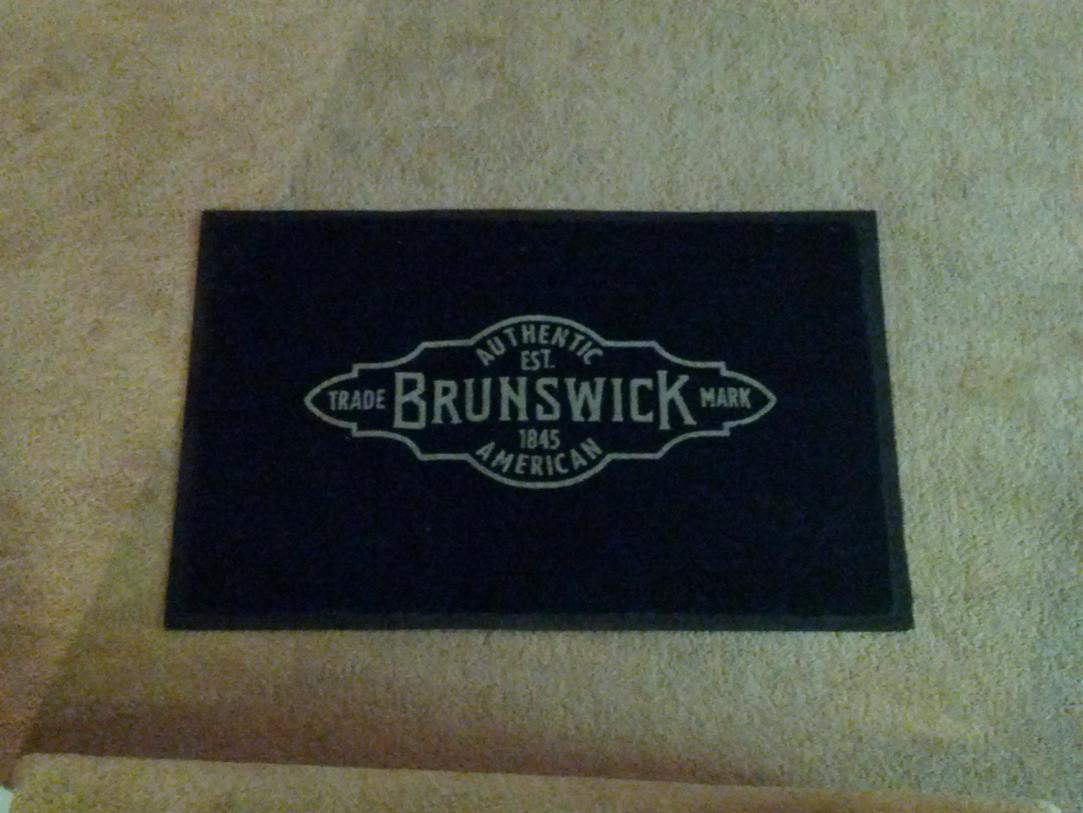 AUTHENTIC
EST.
TRADE BRUNSWICK MARK
1845
AMERICAN